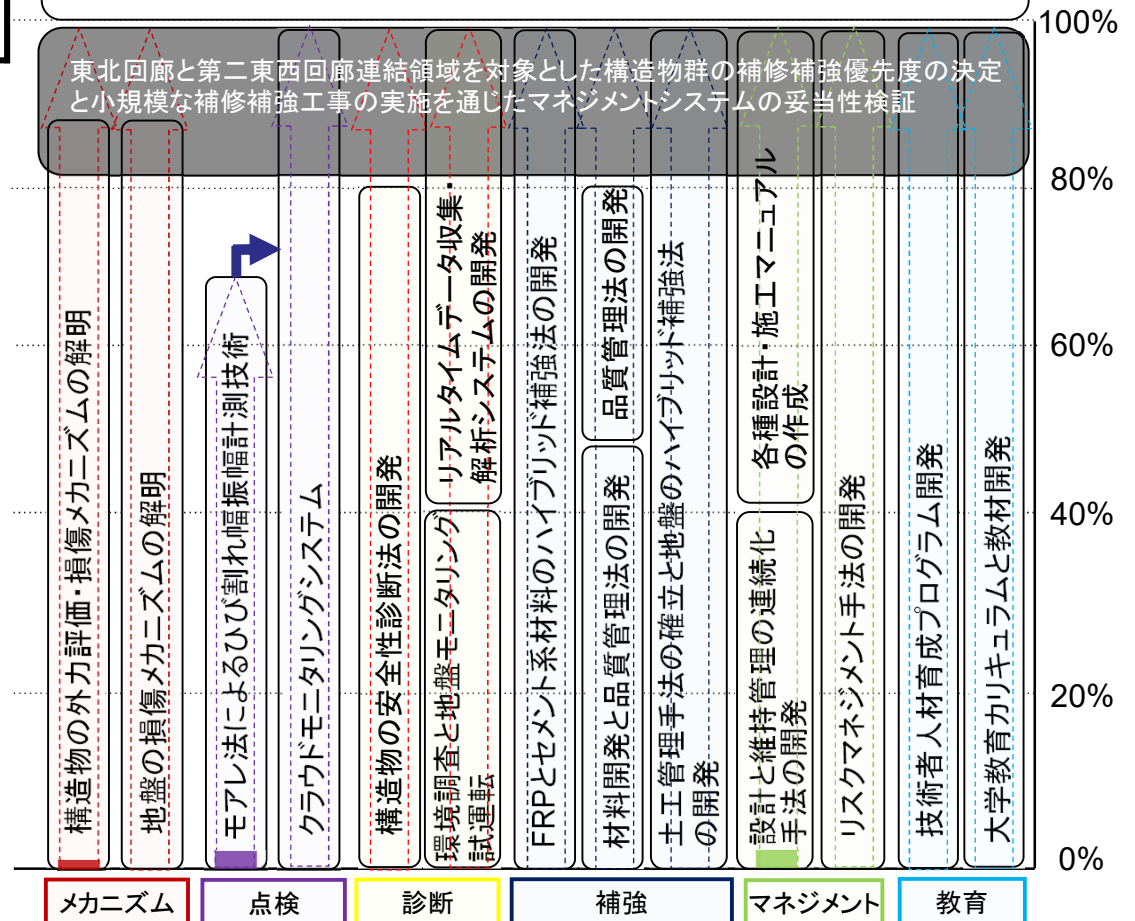 100%
東北回廊と第二東西回廊連結領域を対象とした構造物群の補修補強優先度の決定
と小規模な補修補強工事の実施を通じたマネジメントシステムの妥当性検証
80%
60%
40%
20%
0%
構造物の外力評価・損傷メカニズムの解明
地盤の損傷メカニズムの解明
モアレ法によるひび割れ幅振幅計測技術
クラウドモニタリングシステム
構造物の安全性診断法の開発
リアルタイムデータ収集・
解析システムの開発
環境調査と地盤モニタリング
試運転
FRPとセメント系材料のハイブリッド補強法の開発
品質管理法の開発
材料開発と品質管理法の開発
土工管理手法の確立と地盤のハイブリッド補強法
の開発
各種設計・施工マニュアル
の作成
設計と維持管理の連続化
手法の開発
リスクマネジメント手法の開発
技術者人材育成プログラム開発
大学教育カリキュラムと教材開発
メカニズム
点検
診断
補強
マネジメント
教育